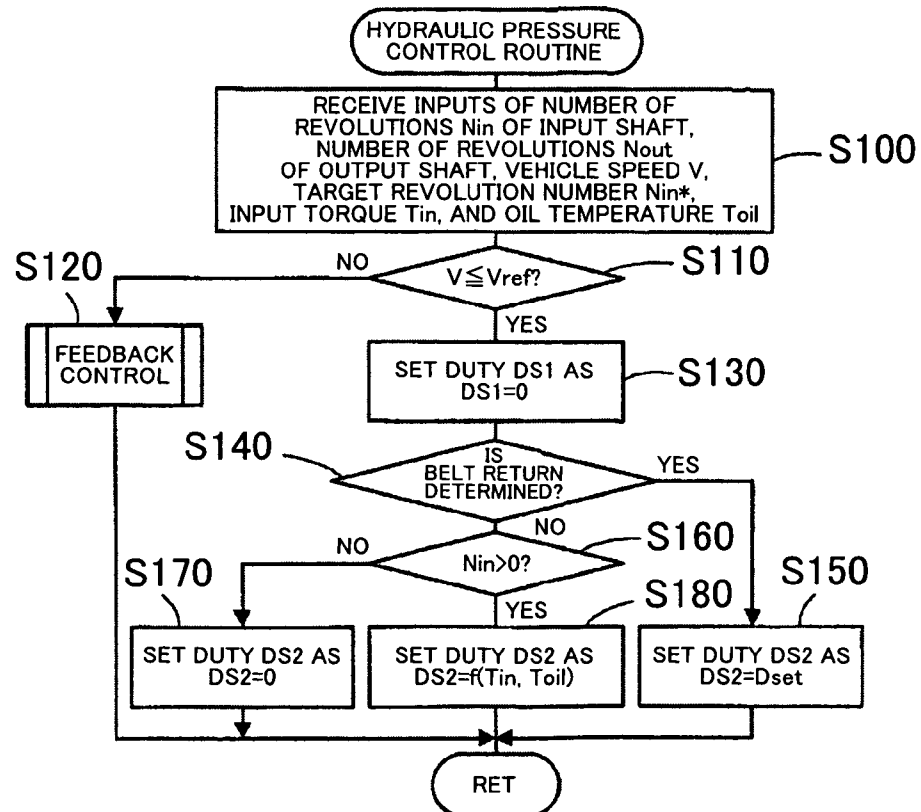 HYDRAULIC PRESSURE
CONTROL ROUTINE
RECEIVE INPUTS OF NUMBER OF
REVOLUTIONS Nin OF INPUT SHAFT,
NUMBER OF REVOLUTIONS Nout
OF OUTPUT SHAFT, VEHICLE SPEED V,
TARGET REVOLUTION NUMBER Nin*,
INPUT TORQUE Tin, AND OIL TEMPERATURE Toil
S100
S110
V≦Vref?
NO
YES
S120
FEEDBACK
CONTROL
SET DUTY DS1 AS
DS1=0
S130
S140
IS
BELT RETURN
DETERMINED?
YES
NO
S160
Nin>0?
NO
YES
S170
SET DUTY DS2 AS
DS2=0
S180
SET DUTY DS2 AS
DS2=f(Tin, Toil)
S150
SET DUTY DS2 AS
DS2=Dset
RET